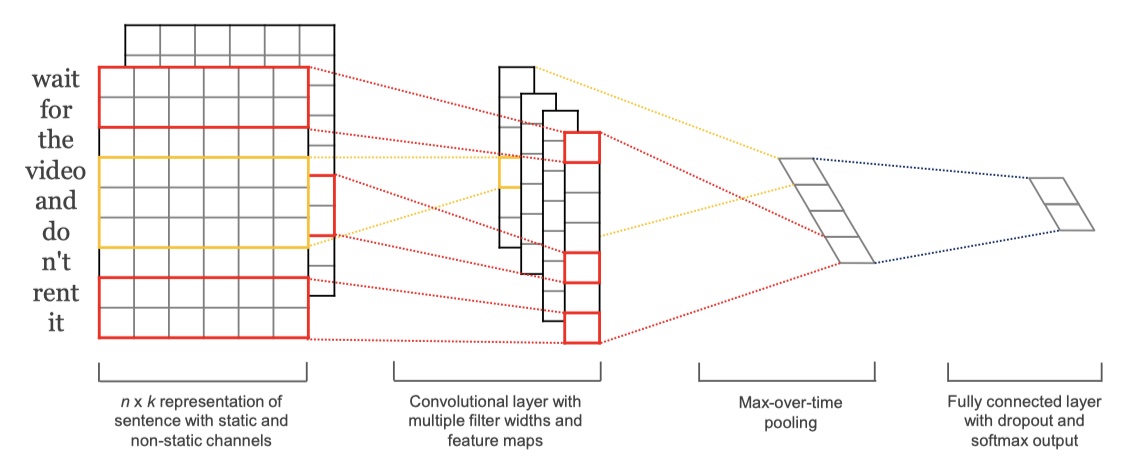 wait
for
the
video
and
do
n't
rent
it
n x k representation of
sentence with static and
non-static channels
Convolutional layer with
multiple filter widths and
feature maps
Max-over-time
pooling
Fully connected layer
with dropout and
softmax output